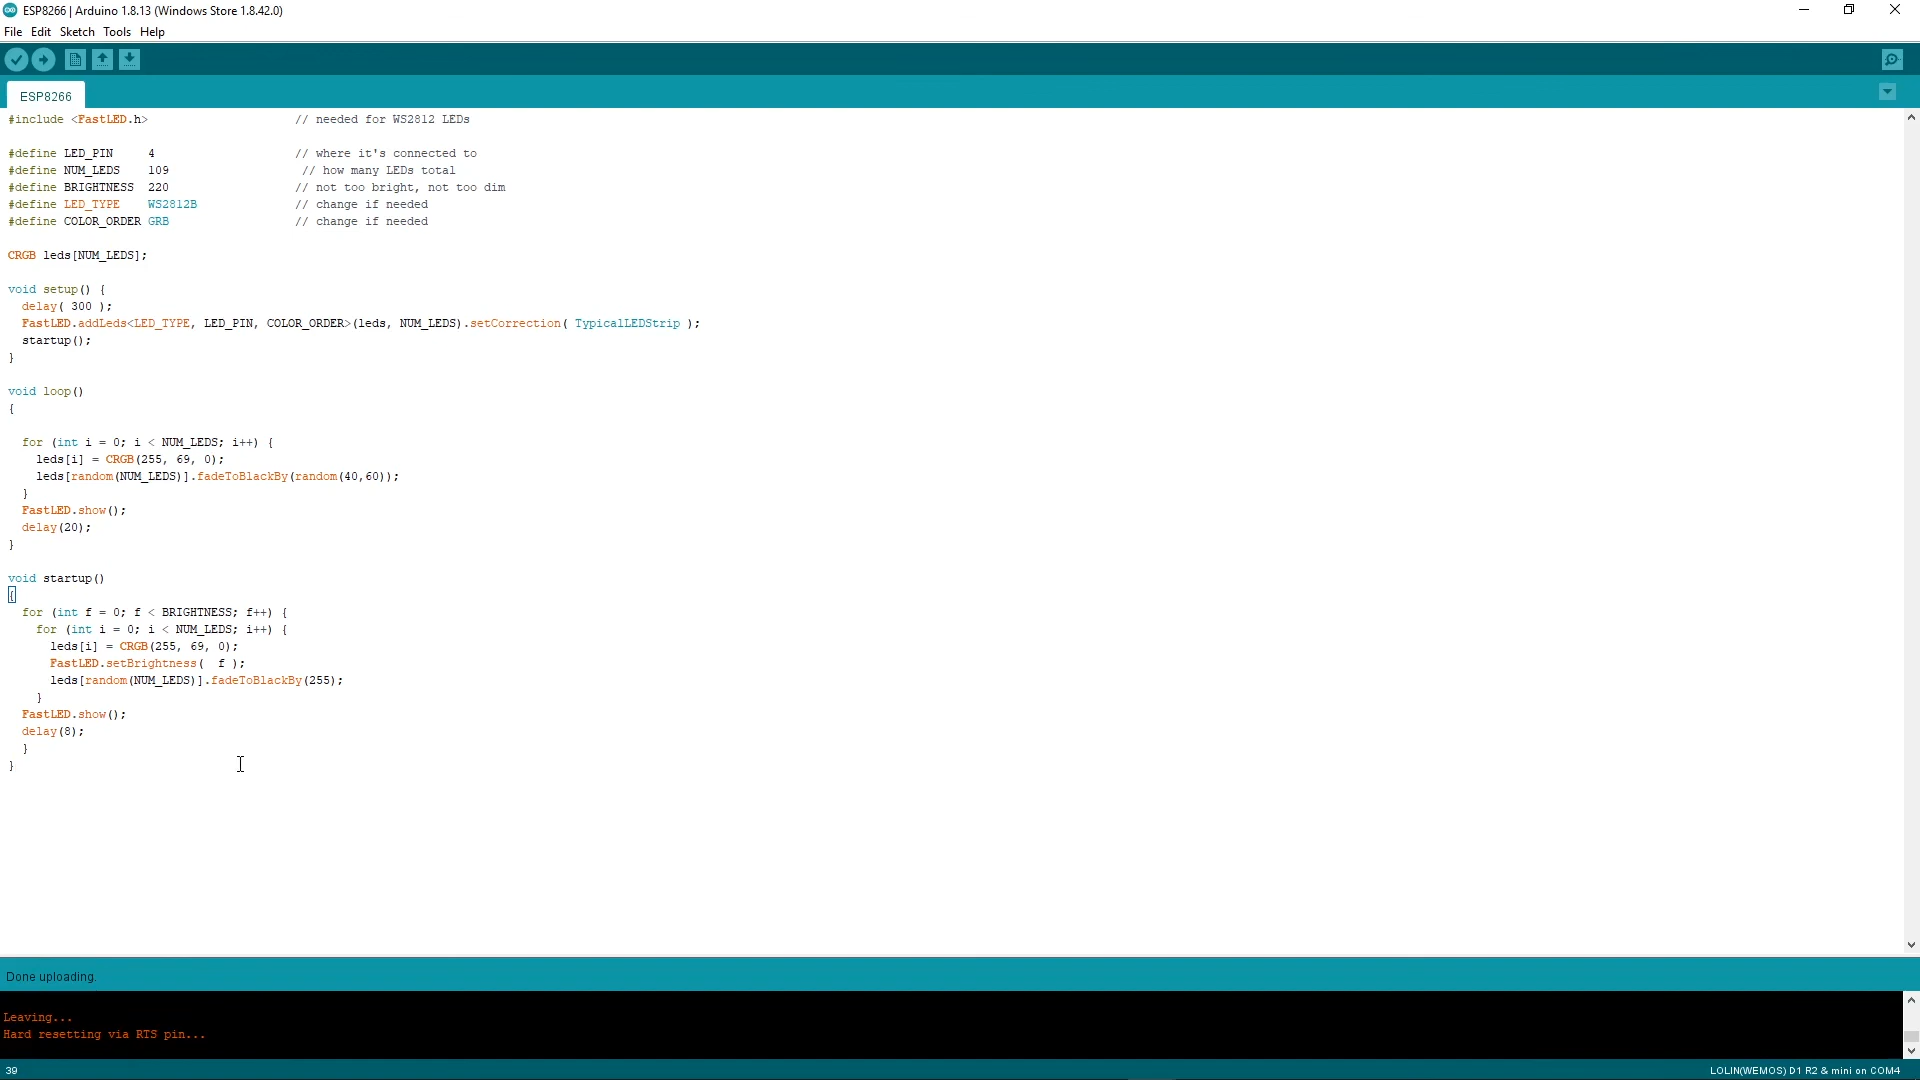 ESP8266 | Arduino 1.8.13 (Windows Store 1.8.42.0)
File Edit Sketch Tools Help
ESP8266
#include <FastLED.h>                     // needed for WS2812 LEDs
#define LED_PIN     4                    // where it's connected to
#define NUM_LEDS    109                   // how many LEDs total
#define BRIGHTNESS  220                  // not too bright, not too dim
#define LED_TYPE    WS2812B              // change if needed
#define COLOR_ORDER GRB                  // change if needed
CRGB leds[NUM_LEDS];
void setup() {
  delay( 300 );
  FastLED.addLeds<LED_TYPE, LED_PIN, COLOR_ORDER>(leds, NUM_LEDS).setCorrection( TypicalLEDStrip );
  startup();
}
void loop()
{
  for (int i = 0; i < NUM_LEDS; i++) {
    leds[i] = CRGB(255, 69, 0);
    leds[random(NUM_LEDS)].fadeToBlackBy(random(40,60));
  }
  FastLED.show();
  delay(20);
}
void startup()
{
  for (int f = 0; f < BRIGHTNESS; f++) {
    for (int i = 0; i < NUM_LEDS; i++) {
      leds[i] = CRGB(255, 69, 0);
      FastLED.setBrightness(  f );
      leds[random(NUM_LEDS)].fadeToBlackBy(255);
    }
  FastLED.show();
  delay(8);
  }
}
Done uploading.
Leaving...
Hard resetting via RTS pin...
39 LOLIN(WEMOS) D1 R2 & mini on COM4